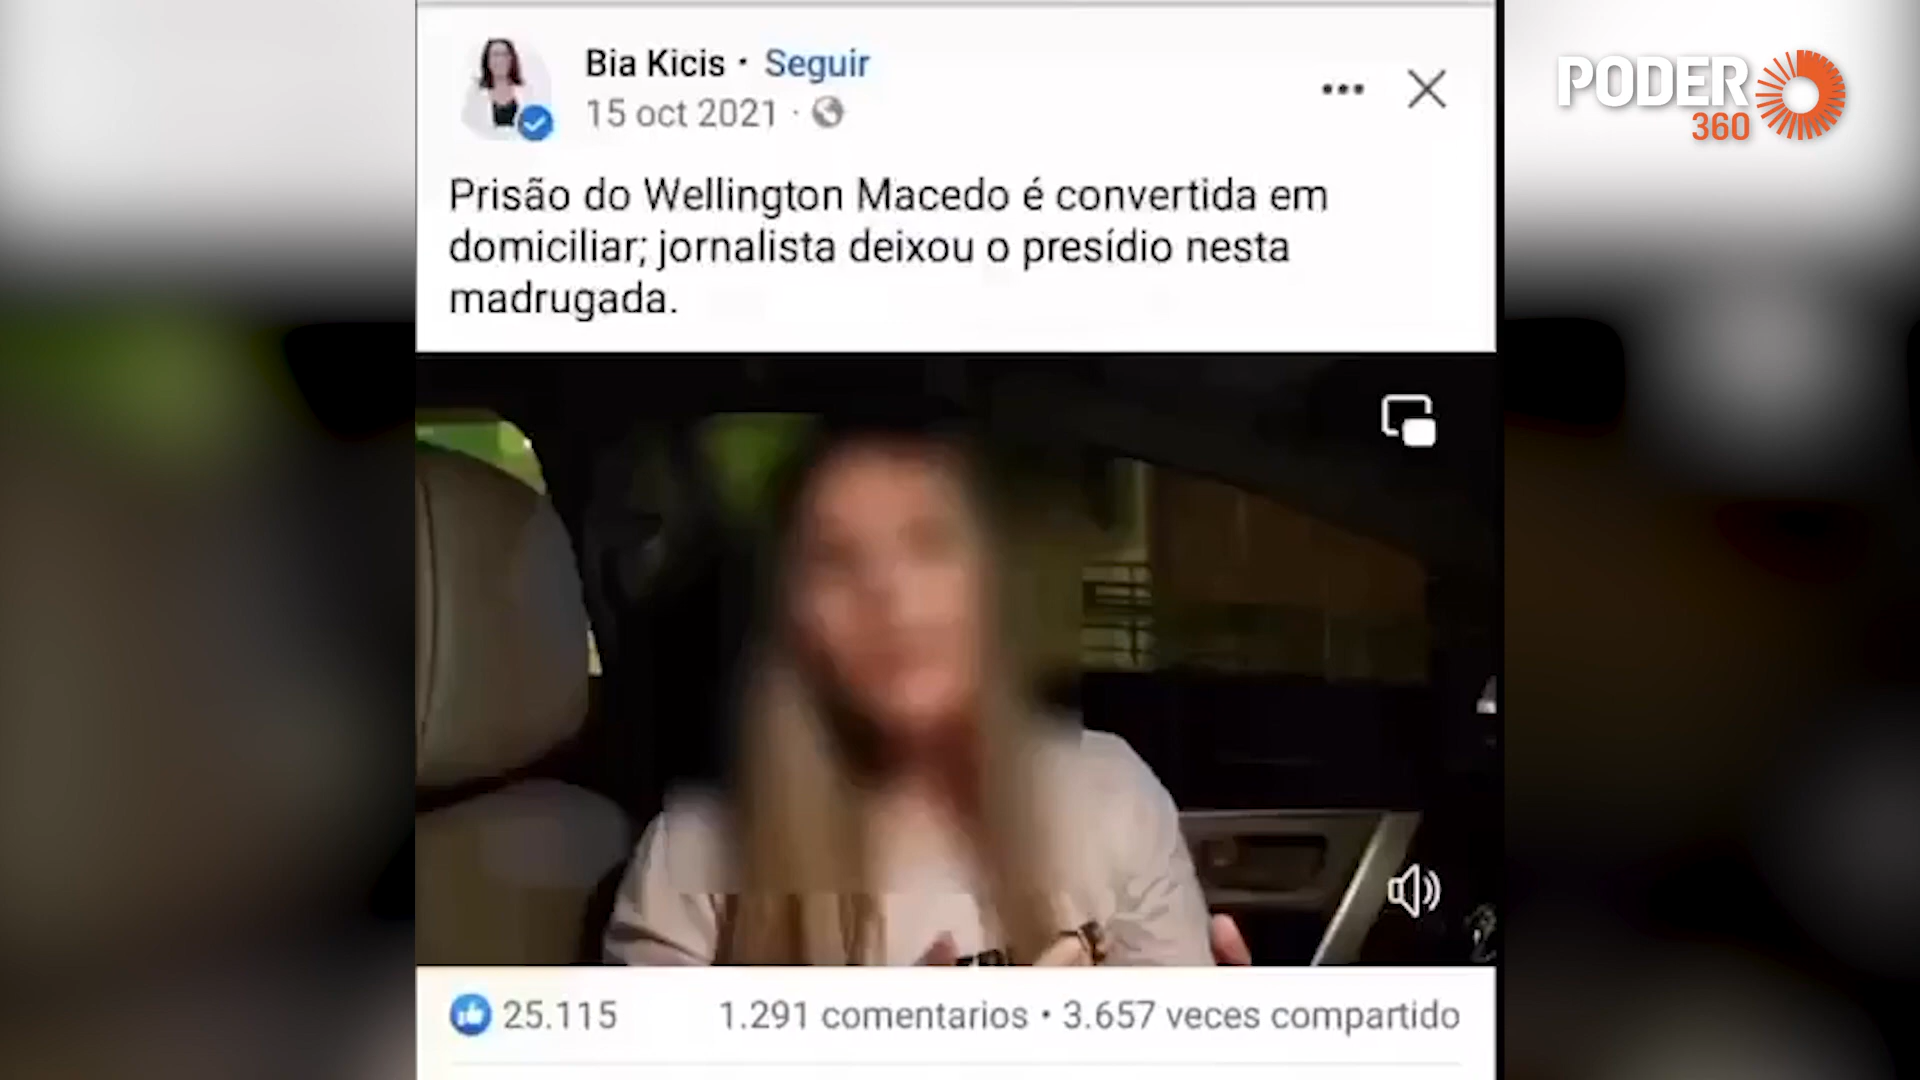 Bia Kicis · Seguir
15 oct 2021 ·
PODER
360
Prisão do Wellington Macedo é convertida em
domiciliar; jornalista deixou o presídio nesta
madrugada.
25.115 1.291 comentarios • 3.657 veces compartido